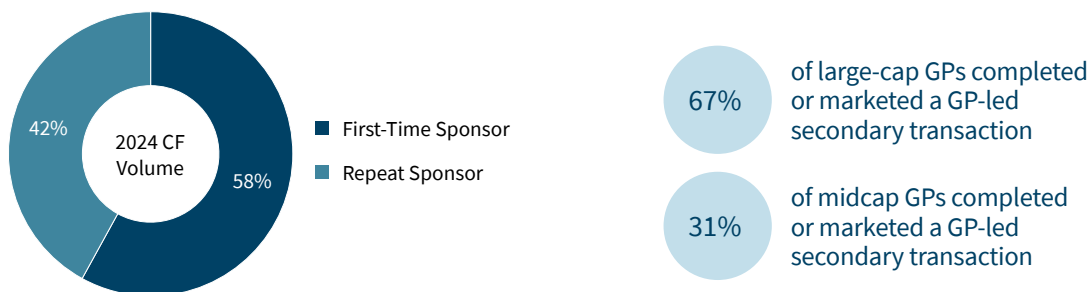 42%
2024 CF
Volume
58%
First-Time Sponsor
Repeat Sponsor
67%
of large-cap GPs completed
or marketed a GP-led
secondary transaction
31%
of midcap GPs completed
or marketed a GP-led
secondary transaction